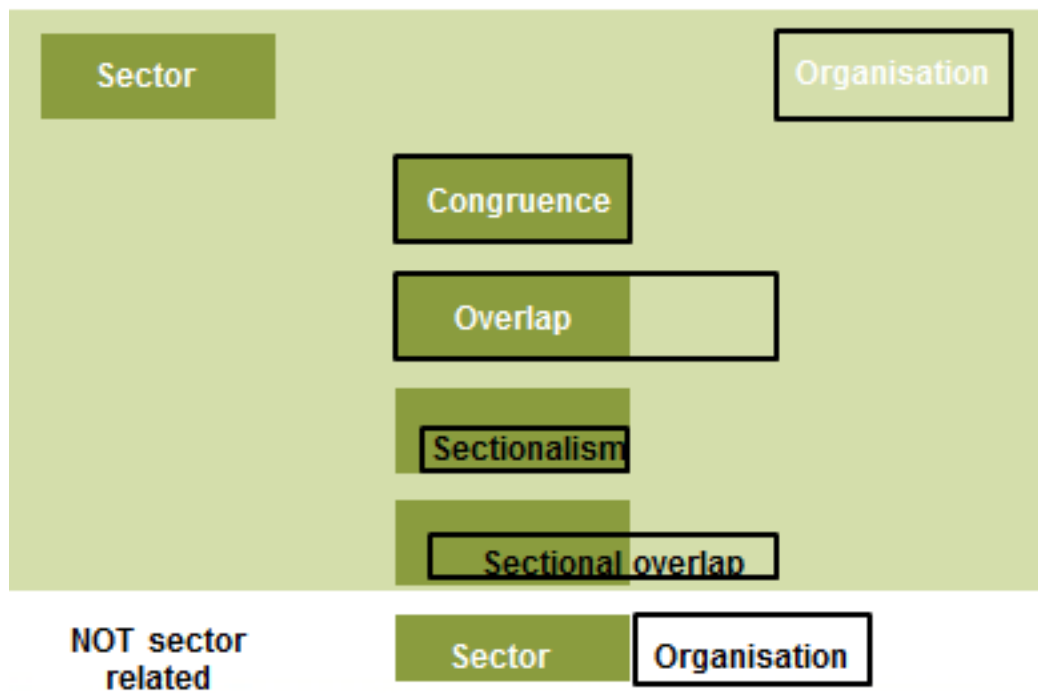 Sector
Organisation
Congruence
Overlap
Sectionalism
Sectional overlap
NOT sector
related
Sector
Organisation